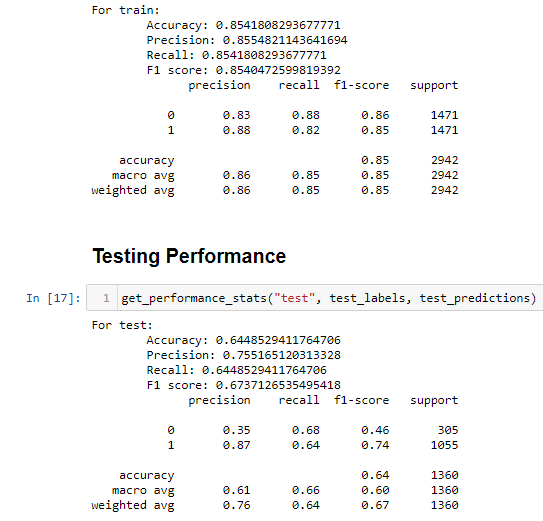 For train:
Accuracy: 0.8541808293677771
Precision: 0.8554821143641694
Recall: 0.8541808293677771
F1 score: 0.8540472599819392
precision recall f1-score support
0 0.83 0.88 0.86 1471
1 0.88 0.82 0.85 1471
accuracy 0.85 2942
macro avg 0.86 0.85 0.85 2942
weighted avg 0.86 0.85 0.85 2942
Testing Performance
In [17]: 1 get_performance_stats("test", test_labels, test_predictions)
For test:
Accuracy: 0.6448529411764706
Precision: 0.755165120313328
Recall: 0.6448529411764706
F1 score: 0.6737126535495418
precision recall f1-score support
0 0.35 0.68 0.46 305
1 0.87 0.64 0.74 1055
accuracy 0.64 1360
macro avg 0.61 0.66 0.60 1360
weighted avg 0.76 0.64 0.67 1360